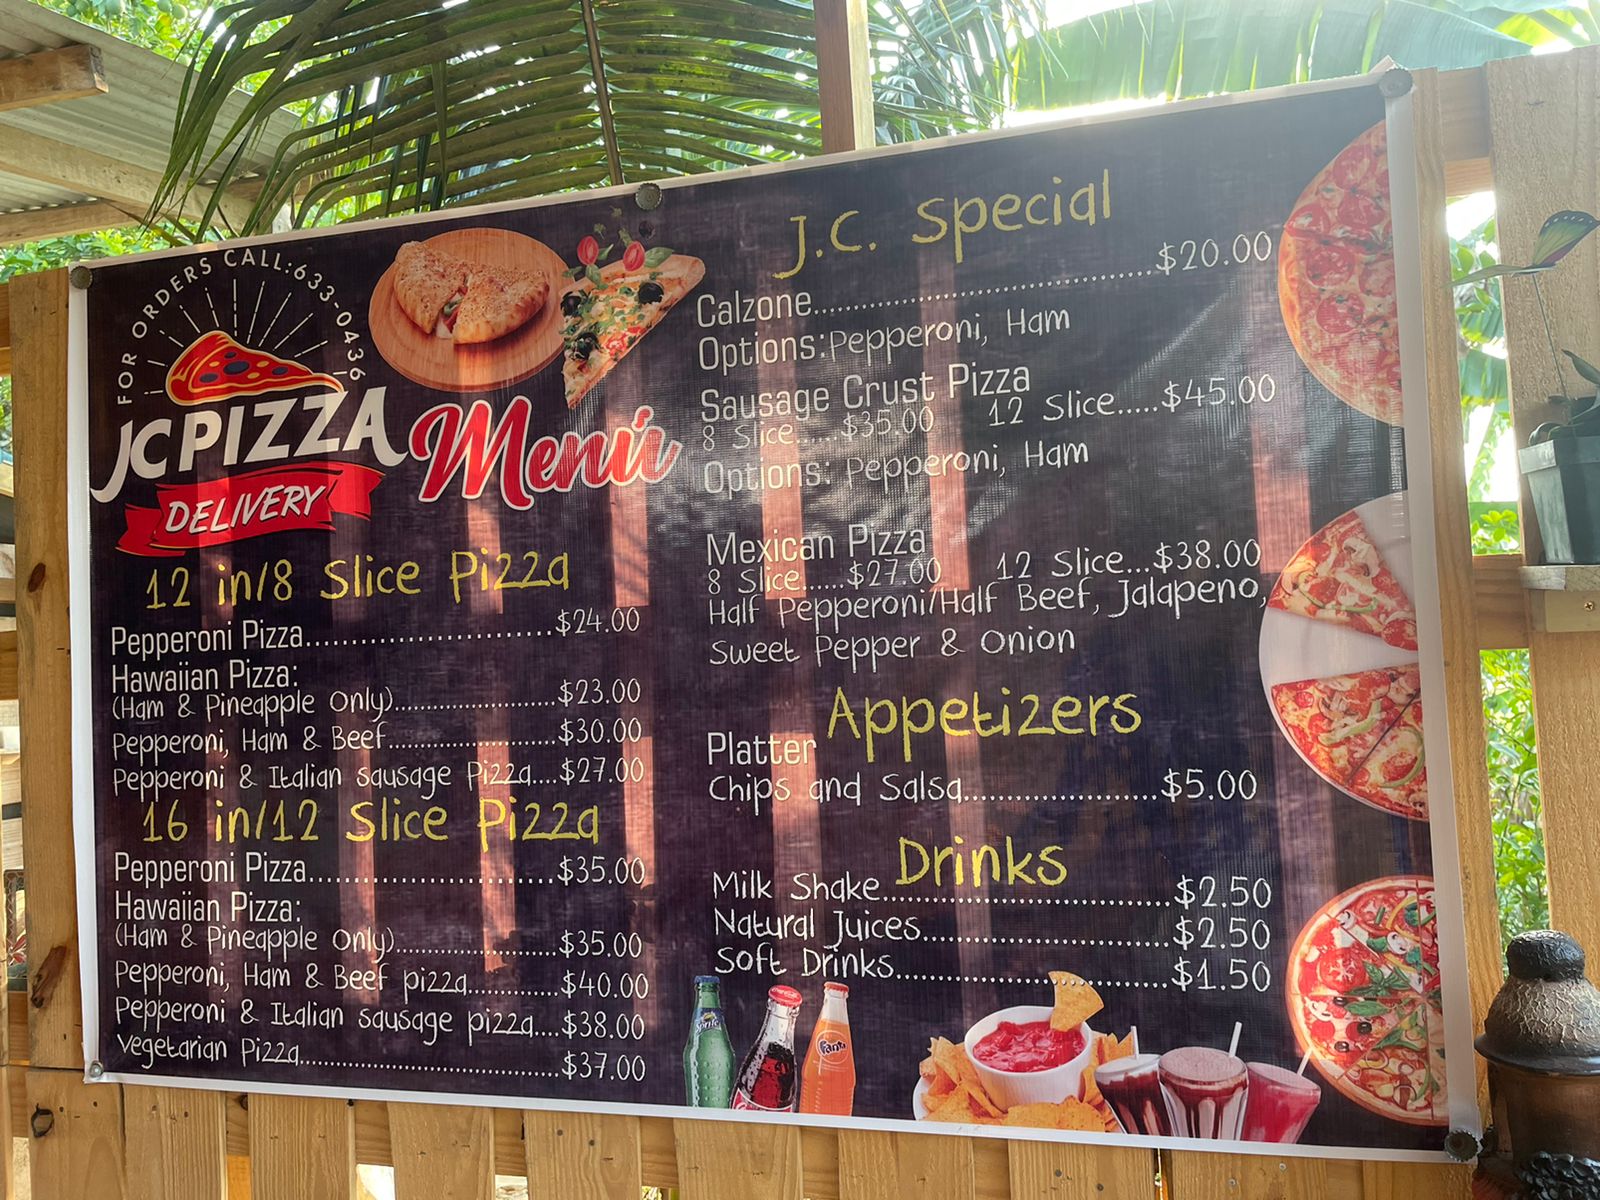 FOR ORDERS CALL:633-0436
JC PIZZA
DELIVERY
Menú
12 in/8 Slice Pizza
Pepperoni Pizza..........................$24.00
Hawaiian Pizza:
(Ham & Pineapple Only)........................$23.00
Pepperoni, Ham & Beef.........................$30.00
Pepperoni & Italian sausage Pizza....$27.00
16 in/12 Slice Pizza
Pepperoni Pizza..........................$35.00
Hawaiian Pizza:
(Ham & Pineapple Only)........................$35.00
Pepperoni, Ham & Beef pizza..............$40.00
Pepperoni & Italian sausage pizza....$38.00
Vegetarian Pizza.......................................$37.00
J.C. Special
Calzone........................................$20.00
Options:Pepperoni, Ham
Sausage Crust Pizza
8 Slice......$35.00 12 Slice.....$45.00
Options: Pepperoni, Ham
Mexican Pizza
8 Slice......$27.00 12 Slice...$38.00
Half Pepperoni/Half Beef, Jalapeno,
Sweet Pepper & Onion
Appetizers
Platter
Chips and Salsa.......................$5.00
Drinks
Milk Shake..................................$2.50
Natural Juices............................$2.50
Soft Drinks................................$1.50
Sprite
Fanta